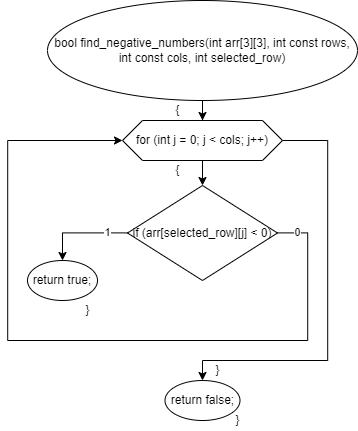 bool find_negative_numbers(int arr[3][3], int const rows,
int const cols, int selected_row)
{
for (int j = 0; j < cols; j++)
{
1
if (arr[selected_row][j] < 0)
0
return true;
}
}
return false;
}